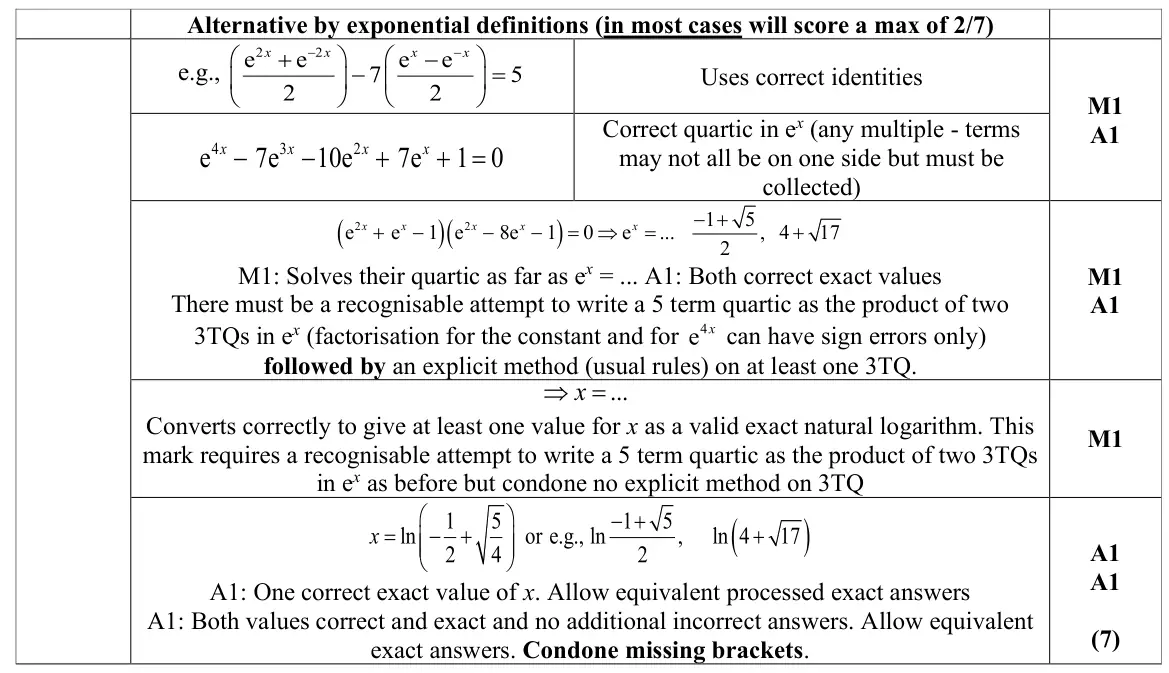 Alternative by exponential definitions (in most cases will score a max of 2/7)
e.g., ((e^{2x} + e^{−2x})/2) − 7((e^{x} − e^{−x})/2) = 5
Uses correct identities
M1
A1
e^{4x} − 7e^{3x} −10e^{2x} + 7e^{x} + 1 = 0
Correct quartic in e^{x} (any multiple - terms
may not all be on one side but must be
collected)
(e^{2x} + e^{x} − 1)(e^{2x} − 8e^{x} − 1) = 0 ⇒ e^{x} = ... (−1+√5)/2, 4+√17
M1: Solves their quartic as far as e^{x} = ... A1: Both correct exact values
There must be a recognisable attempt to write a 5 term quartic as the product of two
3TQs in e^{x} (factorisation for the constant and for e^{4x} can have sign errors only)
followed by an explicit method (usual rules) on at least one 3TQ.
M1
A1
⇒ x = ...
Converts correctly to give at least one value for x as a valid exact natural logarithm. This
mark requires a recognisable attempt to write a 5 term quartic as the product of two 3TQs
in e^{x} as before but condone no explicit method on 3TQ
M1
x = ln(−1/2 + √(5/4)) or e.g., ln (−1+√5)/2, ln(4+√17)
A1: One correct exact value of x. Allow equivalent processed exact answers
A1: Both values correct and exact and no additional incorrect answers. Allow equivalent
exact answers. Condone missing brackets.
A1
A1
(7)